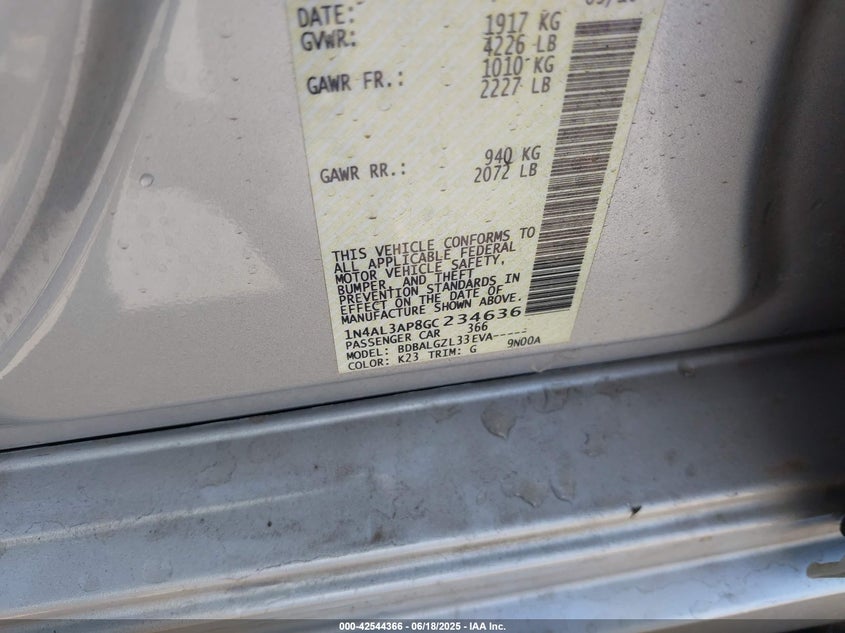 DATE:
GVWR: 1917 KG
4226 LB
GAWR FR.: 1010 KG
2227 LB
GAWR RR.: 940 KG
2072 LB
THIS VEHICLE CONFORMS TO
ALL APPLICABLE FEDERAL
MOTOR VEHICLE SAFETY,
BUMPER, AND THEFT
PREVENTION STANDARDS IN
EFFECT ON THE DATE OF
MANUFACTURE SHOWN ABOVE.
1N4AL3AP8GC234636
PASSENGER CAR 366
MODEL: BDBALGZL33EVA-----
COLOR: K23 TRIM: G 9N00A
000-42544366 - 06/18/2025 - IAA Inc.